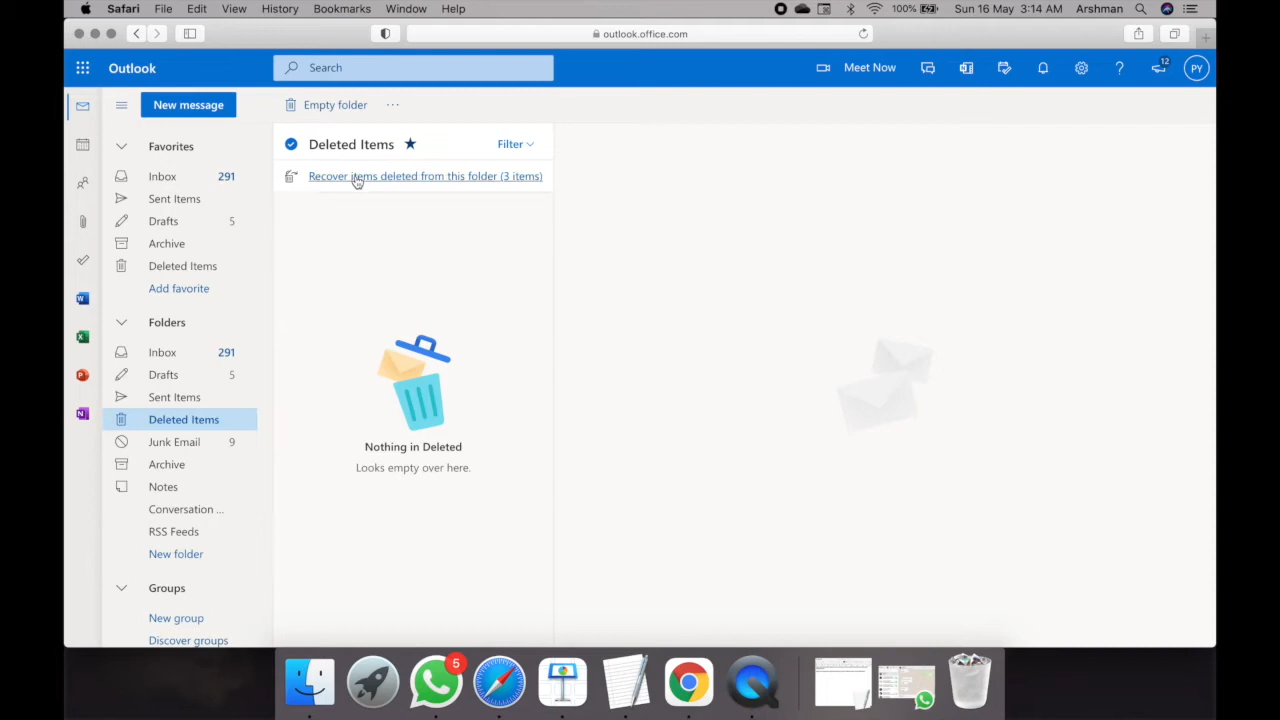 Safari File Edit View History Bookmarks Window Help 100% Sun 16 May 3:14 AM Arshman
outlook.office.com
Outlook Search Meet Now 12 PY
New message Empty folder ...
Favorites
Inbox 291
Sent Items
Drafts 5
Archive
Deleted Items
Add favorite
Folders
Inbox 291
Drafts 5
Sent Items
Deleted Items
Junk Email 9
Archive
Notes
Conversation ...
RSS Feeds
New folder
Groups
New group
Discover groups
Deleted Items Filter
Recover items deleted from this folder (3 items)
Nothing in Deleted
Looks empty over here.
W
X
P
N
5